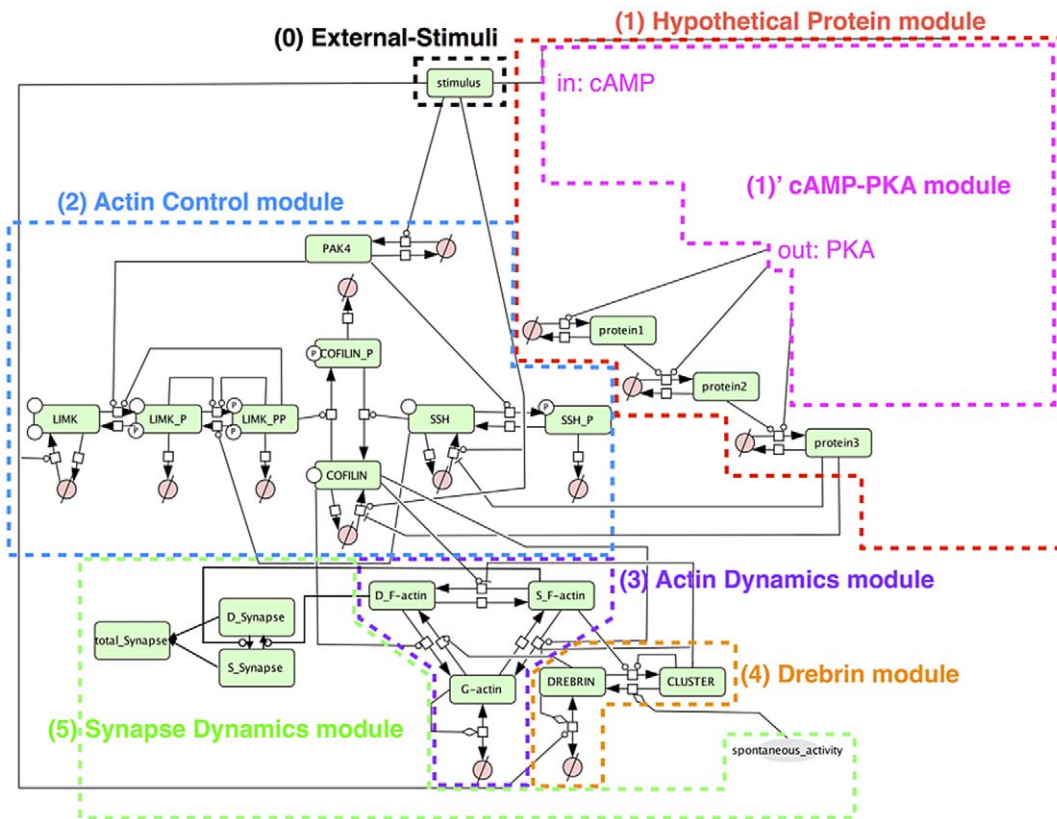 (1) Hypothetical Protein module
(0) External-Stimuli
stimulus
in: cAMP
(1)' cAMP-PKA module
(2) Actin Control module
PAK4
out: PKA
protein1
P
COFILIN_P
protein2
LIMK
LIMK_P
P
LIMK_PP
P
P
SSH
SSH_P
P
protein3
COFILIN
(3) Actin Dynamics module
D_F-actin
S_F-actin
D_Synapse
total_Synapse
S_Synapse
G-actin
DREBRIN
CLUSTER
(4) Drebrin module
(5) Synapse Dynamics module
spontaneous_activity